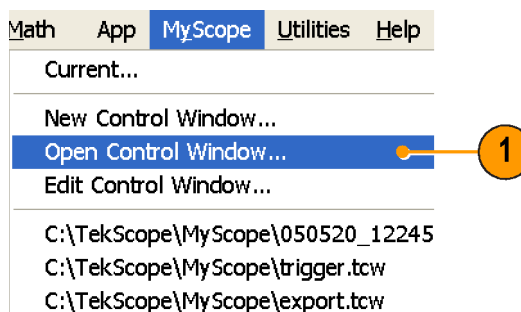 Math App MyScope Utilities Help
Current...
New Control Window...
Open Control Window...
1
Edit Control Window...
C:\TekScope\MyScope\050520_12245
C:\TekScope\MyScope\trigger.tcw
C:\TekScope\MyScope\export.tcw